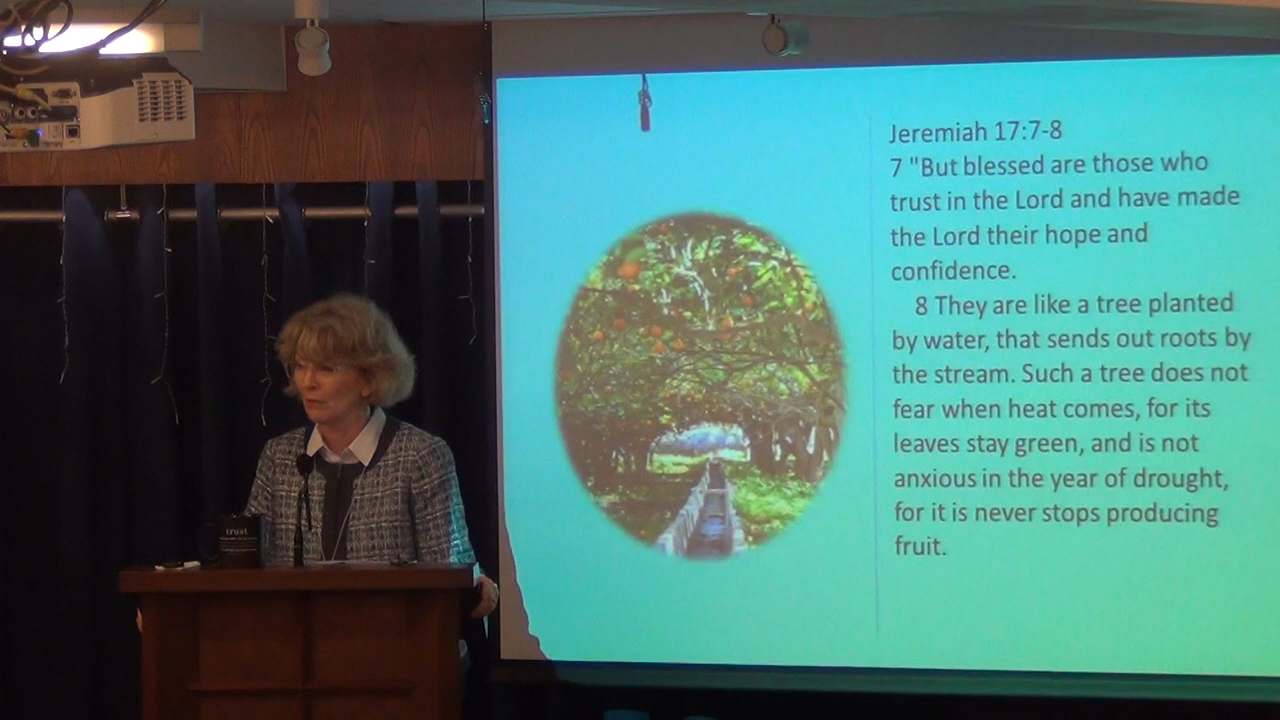 Jeremiah 17:7-8
7 "But blessed are those who
trust in the Lord and have made
the Lord their hope and
confidence.
8 They are like a tree planted
by water, that sends out roots by
the stream. Such a tree does not
fear when heat comes, for its
leaves stay green, and is not
anxious in the year of drought,
for it is never stops producing
fruit.
trust